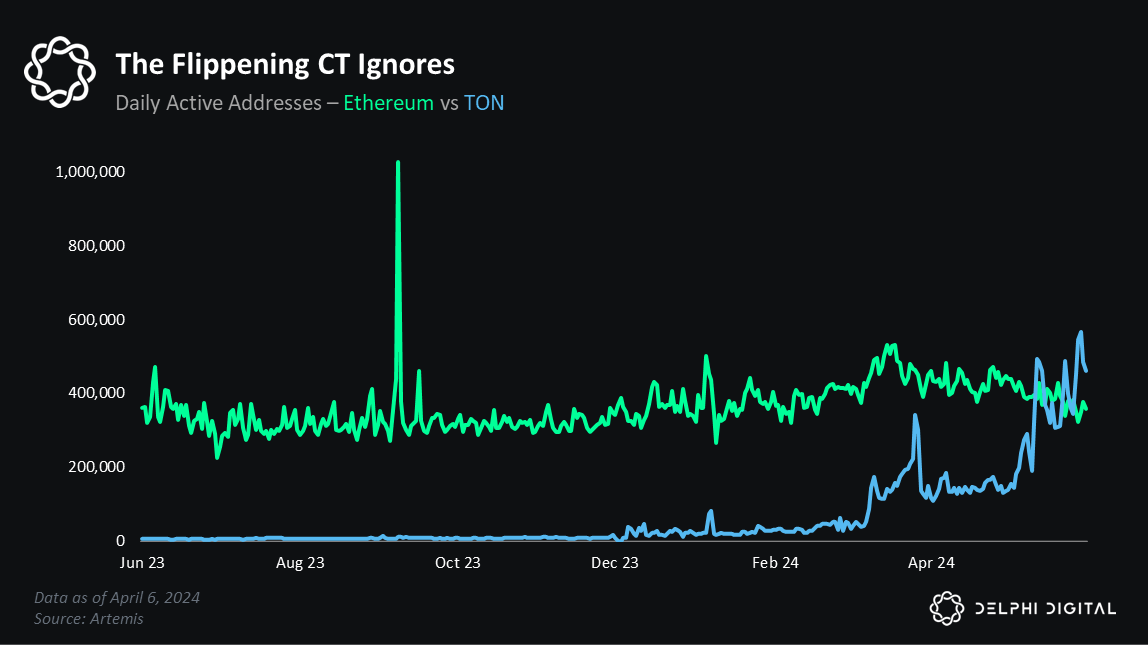 The Flippening CT Ignores
Daily Active Addresses – Ethereum vs TON
1,000,000
800,000
600,000
400,000
200,000
0
Jun 23 Aug 23 Oct 23 Dec 23 Feb 24 Apr 24
Data as of April 6, 2024
Source: Artemis
DELPHI DIGITAL